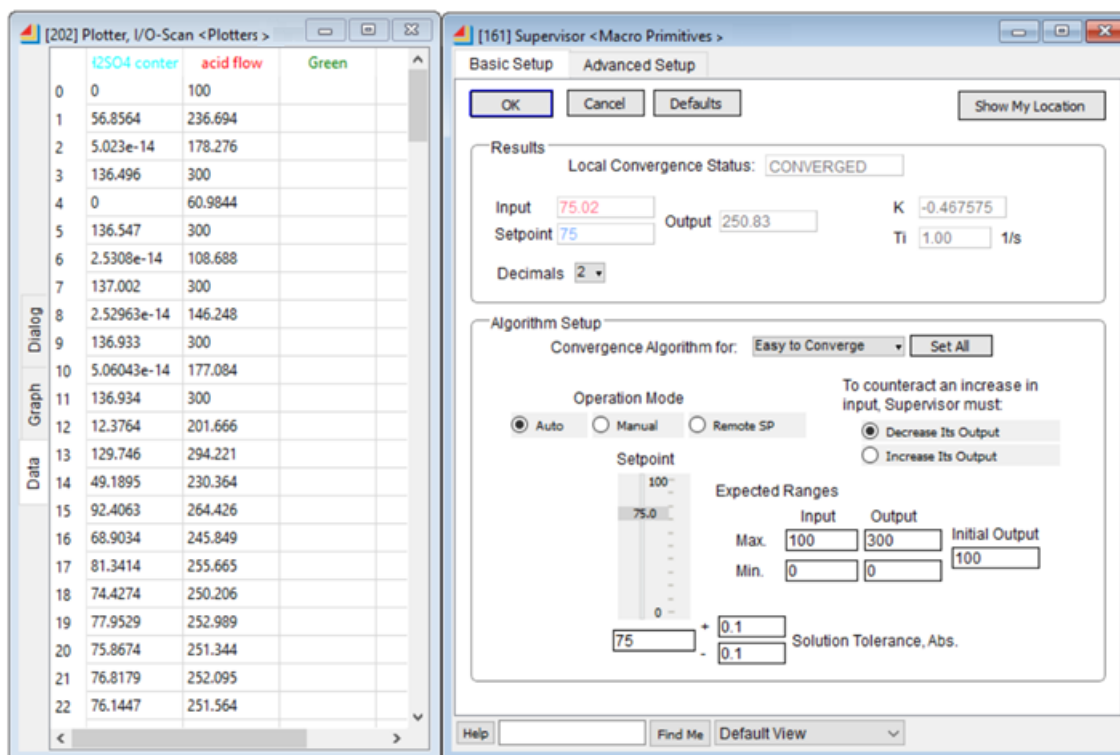 [202] Plotter, I/O-Scan <Plotters >
I2SO4 conter acid flow Green
0 0 100
1 56.8564 236.694
2 5.023e-14 178.276
3 136.496 300
4 0 60.9844
5 136.547 300
6 2.5308e-14 108.688
7 137.002 300
8 2.52963e-14 146.248
9 136.933 300
10 5.06043e-14 177.084
11 136.934 300
12 12.3764 201.666
13 129.746 294.221
14 49.1895 230.364
15 92.4063 264.426
16 68.9034 245.849
17 81.3414 255.665
18 74.4274 250.206
19 77.9529 252.989
20 75.8674 251.344
21 76.8179 252.095
22 76.1447 251.564
Dialog
Graph
Data
[161] Supervisor <Macro Primitives >
Basic Setup Advanced Setup
OK Cancel Defaults Show My Location
Results
Local Convergence Status: CONVERGED
Input 75.02
Setpoint 75
Output 250.83
K -0.467575
Ti 1.00 1/s
Decimals 2
Algorithm Setup
Convergence Algorithm for: Easy to Converge Set All
Operation Mode
Auto Manual Remote SP
To counteract an increase in
input, Supervisor must:
Decrease Its Output
Increase Its Output
Setpoint
100
75.0
0
75
Expected Ranges
Input Output
Max. 100 300
Min. 0 0
Initial Output
100
+ 0.1
- 0.1
Solution Tolerance, Abs.
Help Find Me Default View